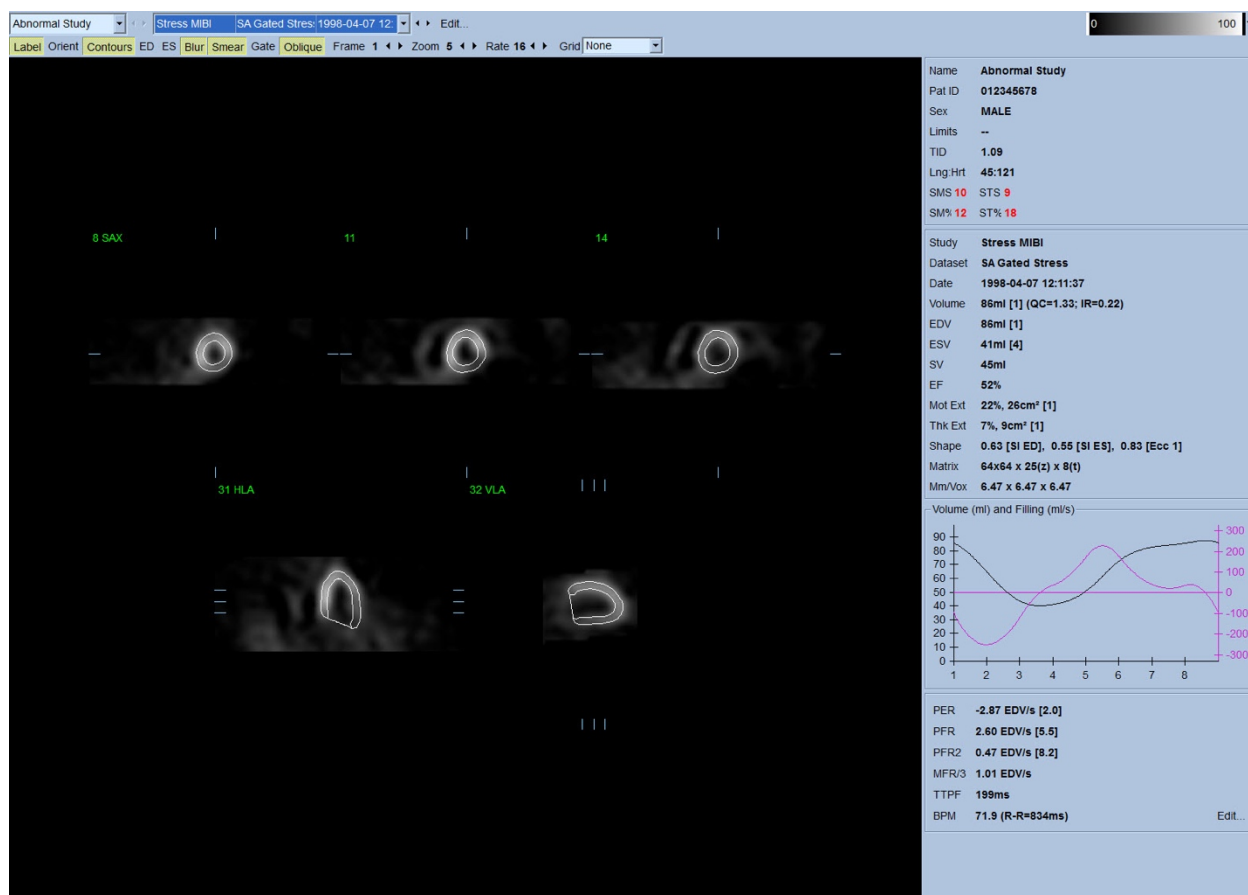 Abnormal Study Stress MIBI SA Gated Stres: 1998-04-07 12: Edit...
0 100
Label Orient Contours ED ES Blur Smear Gate Oblique Frame 1 Zoom 5 Rate 16 Grid None
8 SAX 11 14
31 HLA 32 VLA
Name Abnormal Study
Pat ID 012345678
Sex MALE
Limits --
TID 1.09
Lng:Hrt 45:121
SMS 10 STS 9
SM% 12 ST% 18
Study Stress MIBI
Dataset SA Gated Stress
Date 1998-04-07 12:11:37
Volume 86ml [1] (QC=1.33; IR=0.22)
EDV 86ml [1]
ESV 41ml [4]
SV 45ml
EF 52%
Mot Ext 22%, 26cm² [1]
Thk Ext 7%, 9cm² [1]
Shape 0.63 [SI ED], 0.55 [SI ES], 0.83 [Ecc 1]
Matrix 64x64 x 25(z) x 8(t)
Mm/Vox 6.47 x 6.47 x 6.47
Volume (ml) and Filling (ml/s)
90 300
80 200
70 100
60
50 0
40
30 -100
20 -200
10
0 -300
1 2 3 4 5 6 7 8
PER -2.87 EDV/s [2.0]
PFR 2.60 EDV/s [5.5]
PFR2 0.47 EDV/s [8.2]
MFR/3 1.01 EDV/s
TTPF 199ms
BPM 71.9 (R-R=834ms) Edit...